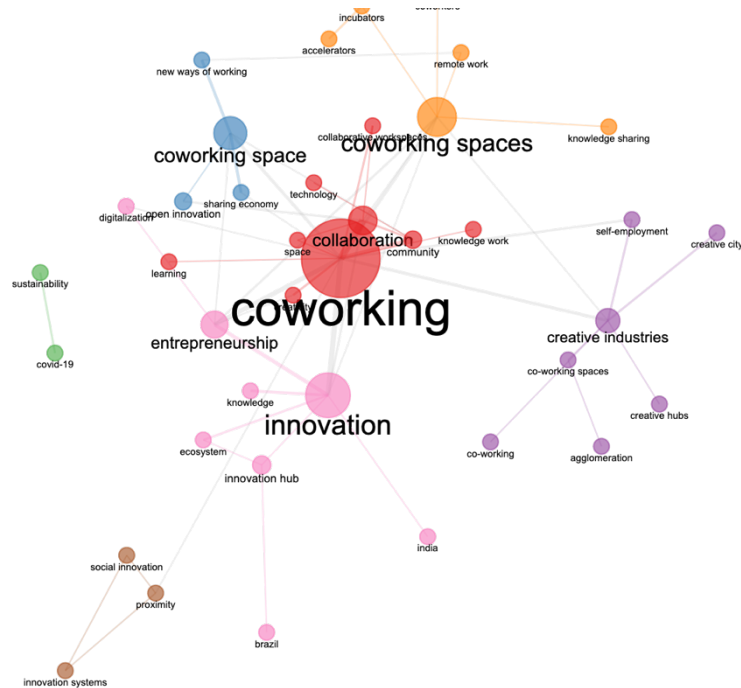 incubators
accelerators
new ways of working
remote work
collaborative workspaces
knowledge sharing
coworking spaces
coworking space
technology
sharing economy
digitalization
open innovation
self-employment
creative city
collaboration
knowledge work
space
community
learning
sustainability
creativity
coworking
entrepreneurship
creative industries
covid-19
co-working spaces
knowledge
creative hubs
innovation
ecosystem
co-working
agglomeration
innovation hub
india
social innovation
proximity
brazil
innovation systems